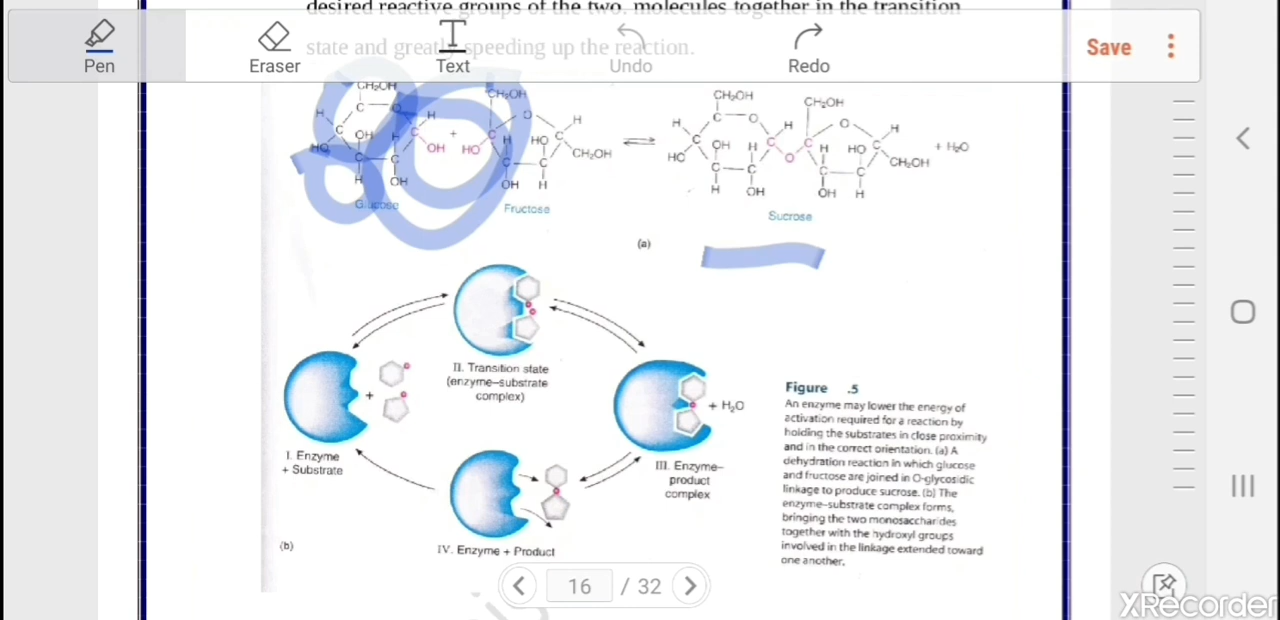 desired reactive groups of the two. molecules together in the transition
state and greatly speeding up the reaction.
Pen
Eraser
Text
Undo
Redo
Save
CH₂OH
C
O
H
C
HO
OH
H
H
C
OH
C
C
H
OH
Glucose
+
CH₂OH
O
C
HO
H
HO
H
C
CH₂OH
C
C
OH
H
Fructose
CH₂OH
C
O
H
C
HO
OH
H
H
C
C
C
H
OH
O
CH₂OH
O
C
H
HO
H
C
CH₂OH
C
C
OH
H
+ H₂O
Sucrose
(a)
II. Transition state
(enzyme–substrate
complex)
+
+ H₂O
I. Enzyme
+ Substrate
III. Enzyme–
product
complex
IV. Enzyme + Product
(b)
Figure .5
An enzyme may lower the energy of
activation required for a reaction by
holding the substrates in close proximity
and in the correct orientation. (a) A
dehydration reaction in which glucose
and fructose are joined in O-glycosidic
linkage to produce sucrose. (b) The
enzyme–substrate complex forms,
bringing the two monosaccharides
together with the hydroxyl groups
involved in the linkage extended toward
one another.
16 / 32
XRecorder